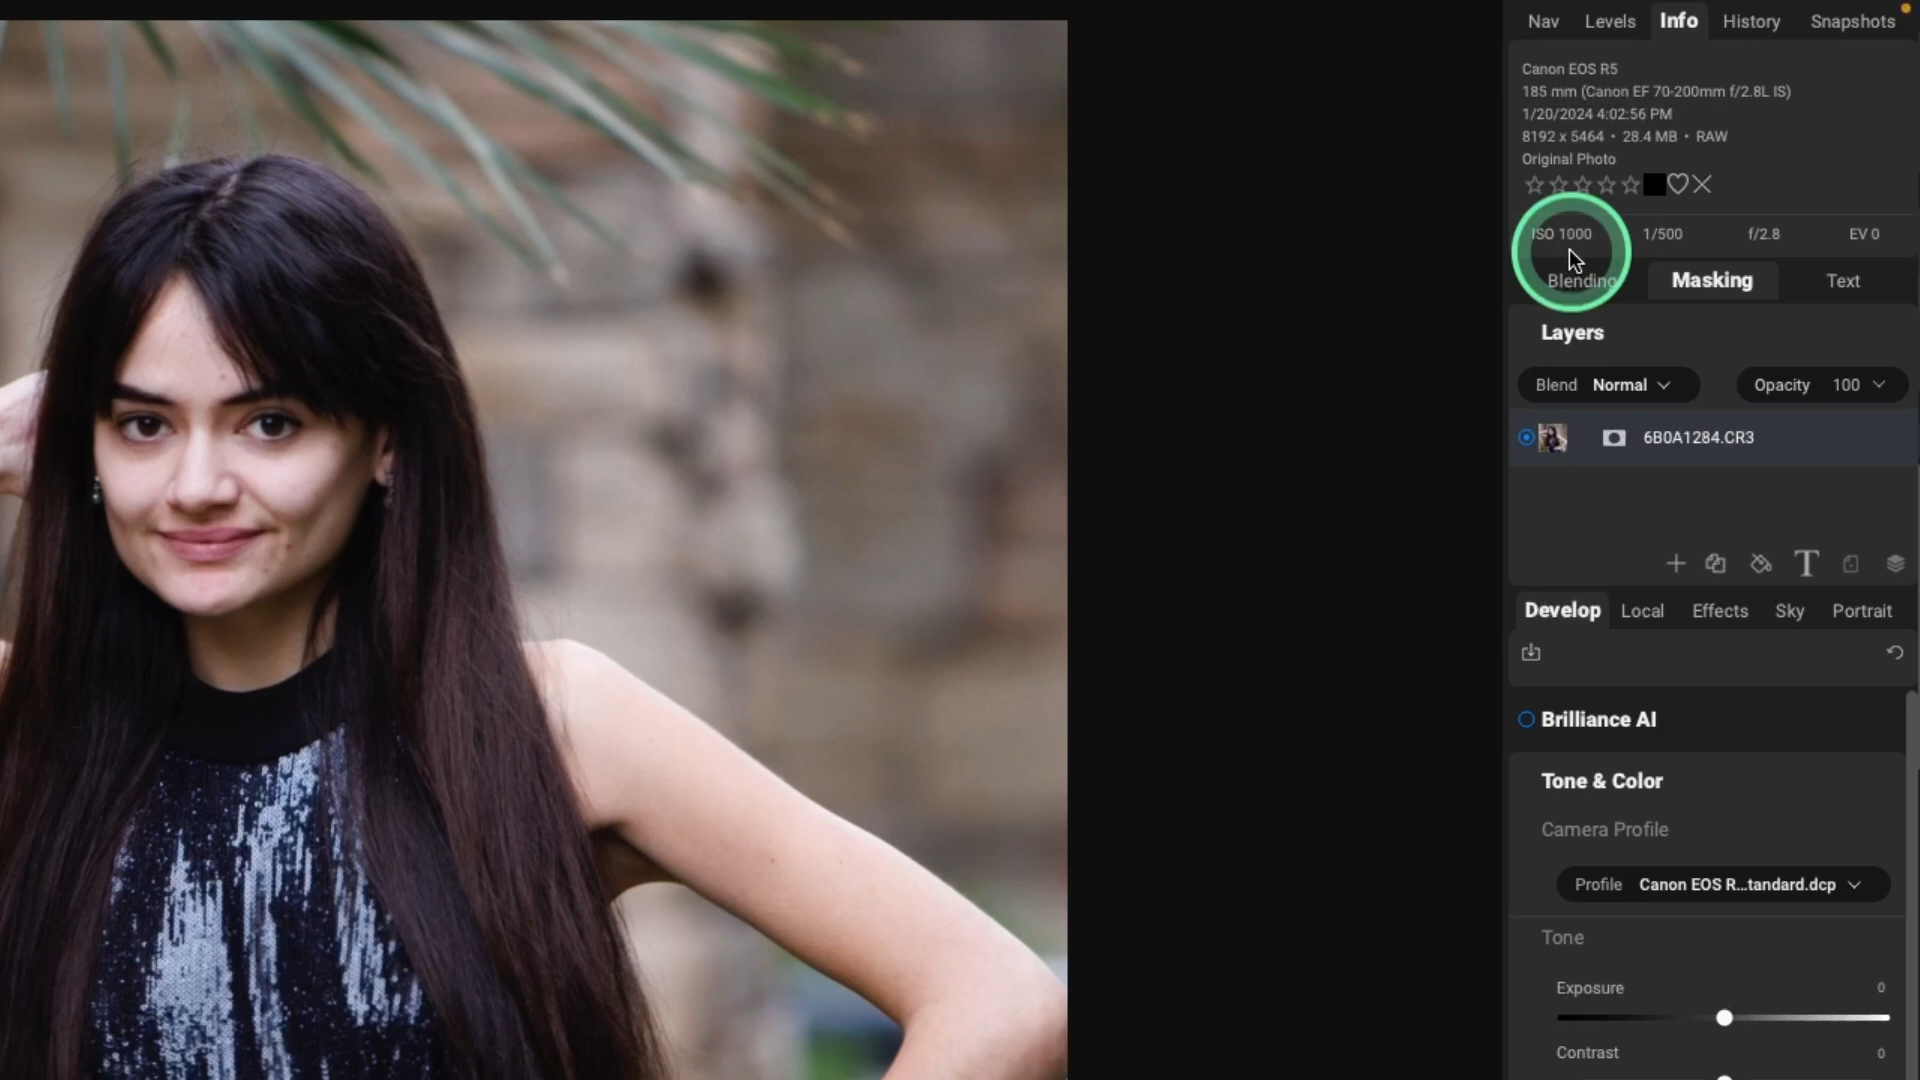 Nav Levels Info History Snapshots
Canon EOS R5
185 mm (Canon EF 70-200mm f/2.8L IS)
1/20/2024 4:02:56 PM
8192 x 5464 • 28.4 MB • RAW
Original Photo
ISO 1000 1/500 f/2.8 EV 0
Blending Masking Text
Layers
Blend Normal Opacity 100
6B0A1284.CR3
T
Develop Local Effects Sky Portrait
Brilliance AI
Tone & Color
Camera Profile
Profile Canon EOS R...tandard.dcp
Tone
Exposure 0
Contrast 0